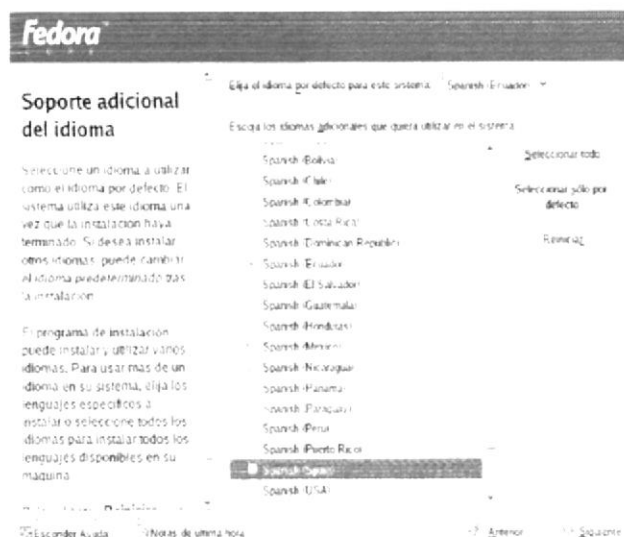 Fedora
Soporte adicional
del idioma
Seleccione un idioma a utilizar
como el idioma por defecto. El
sistema utiliza este idioma una
vez que la instalación haya
terminado. Si desea instalar
otros idiomas, puede cambiar
el idioma predeterminado tras
la instalación.
El programa de instalación
puede instalar y utilizar varios
idiomas. Para usar más de un
idioma en su sistema, elija los
lenguajes específicos a
instalar o seleccione todos los
idiomas para instalar todos los
lenguajes disponibles en su
máquina.
Esconder Ayuda
Notas de última hora
Elija el idioma por defecto para este sistema:
Spanish (Ecuador)
Escoja los idiomas adicionales que quiera utilizar en el sistema:
Spanish (Bolivia)
Spanish (Chile)
Spanish (Colombia)
Spanish (Costa Rica)
Spanish (Dominican Republic)
Spanish (Ecuador)
Spanish (El Salvador)
Spanish (Guatemala)
Spanish (Honduras)
Spanish (Mexico)
Spanish (Nicaragua)
Spanish (Panama)
Spanish (Paraguay)
Spanish (Peru)
Spanish (Puerto Rico)
Spanish (Spain)
Spanish (USA)
Seleccionar todo
Seleccionar sólo por
defecto
Reiniciar
Anterior
Siguiente